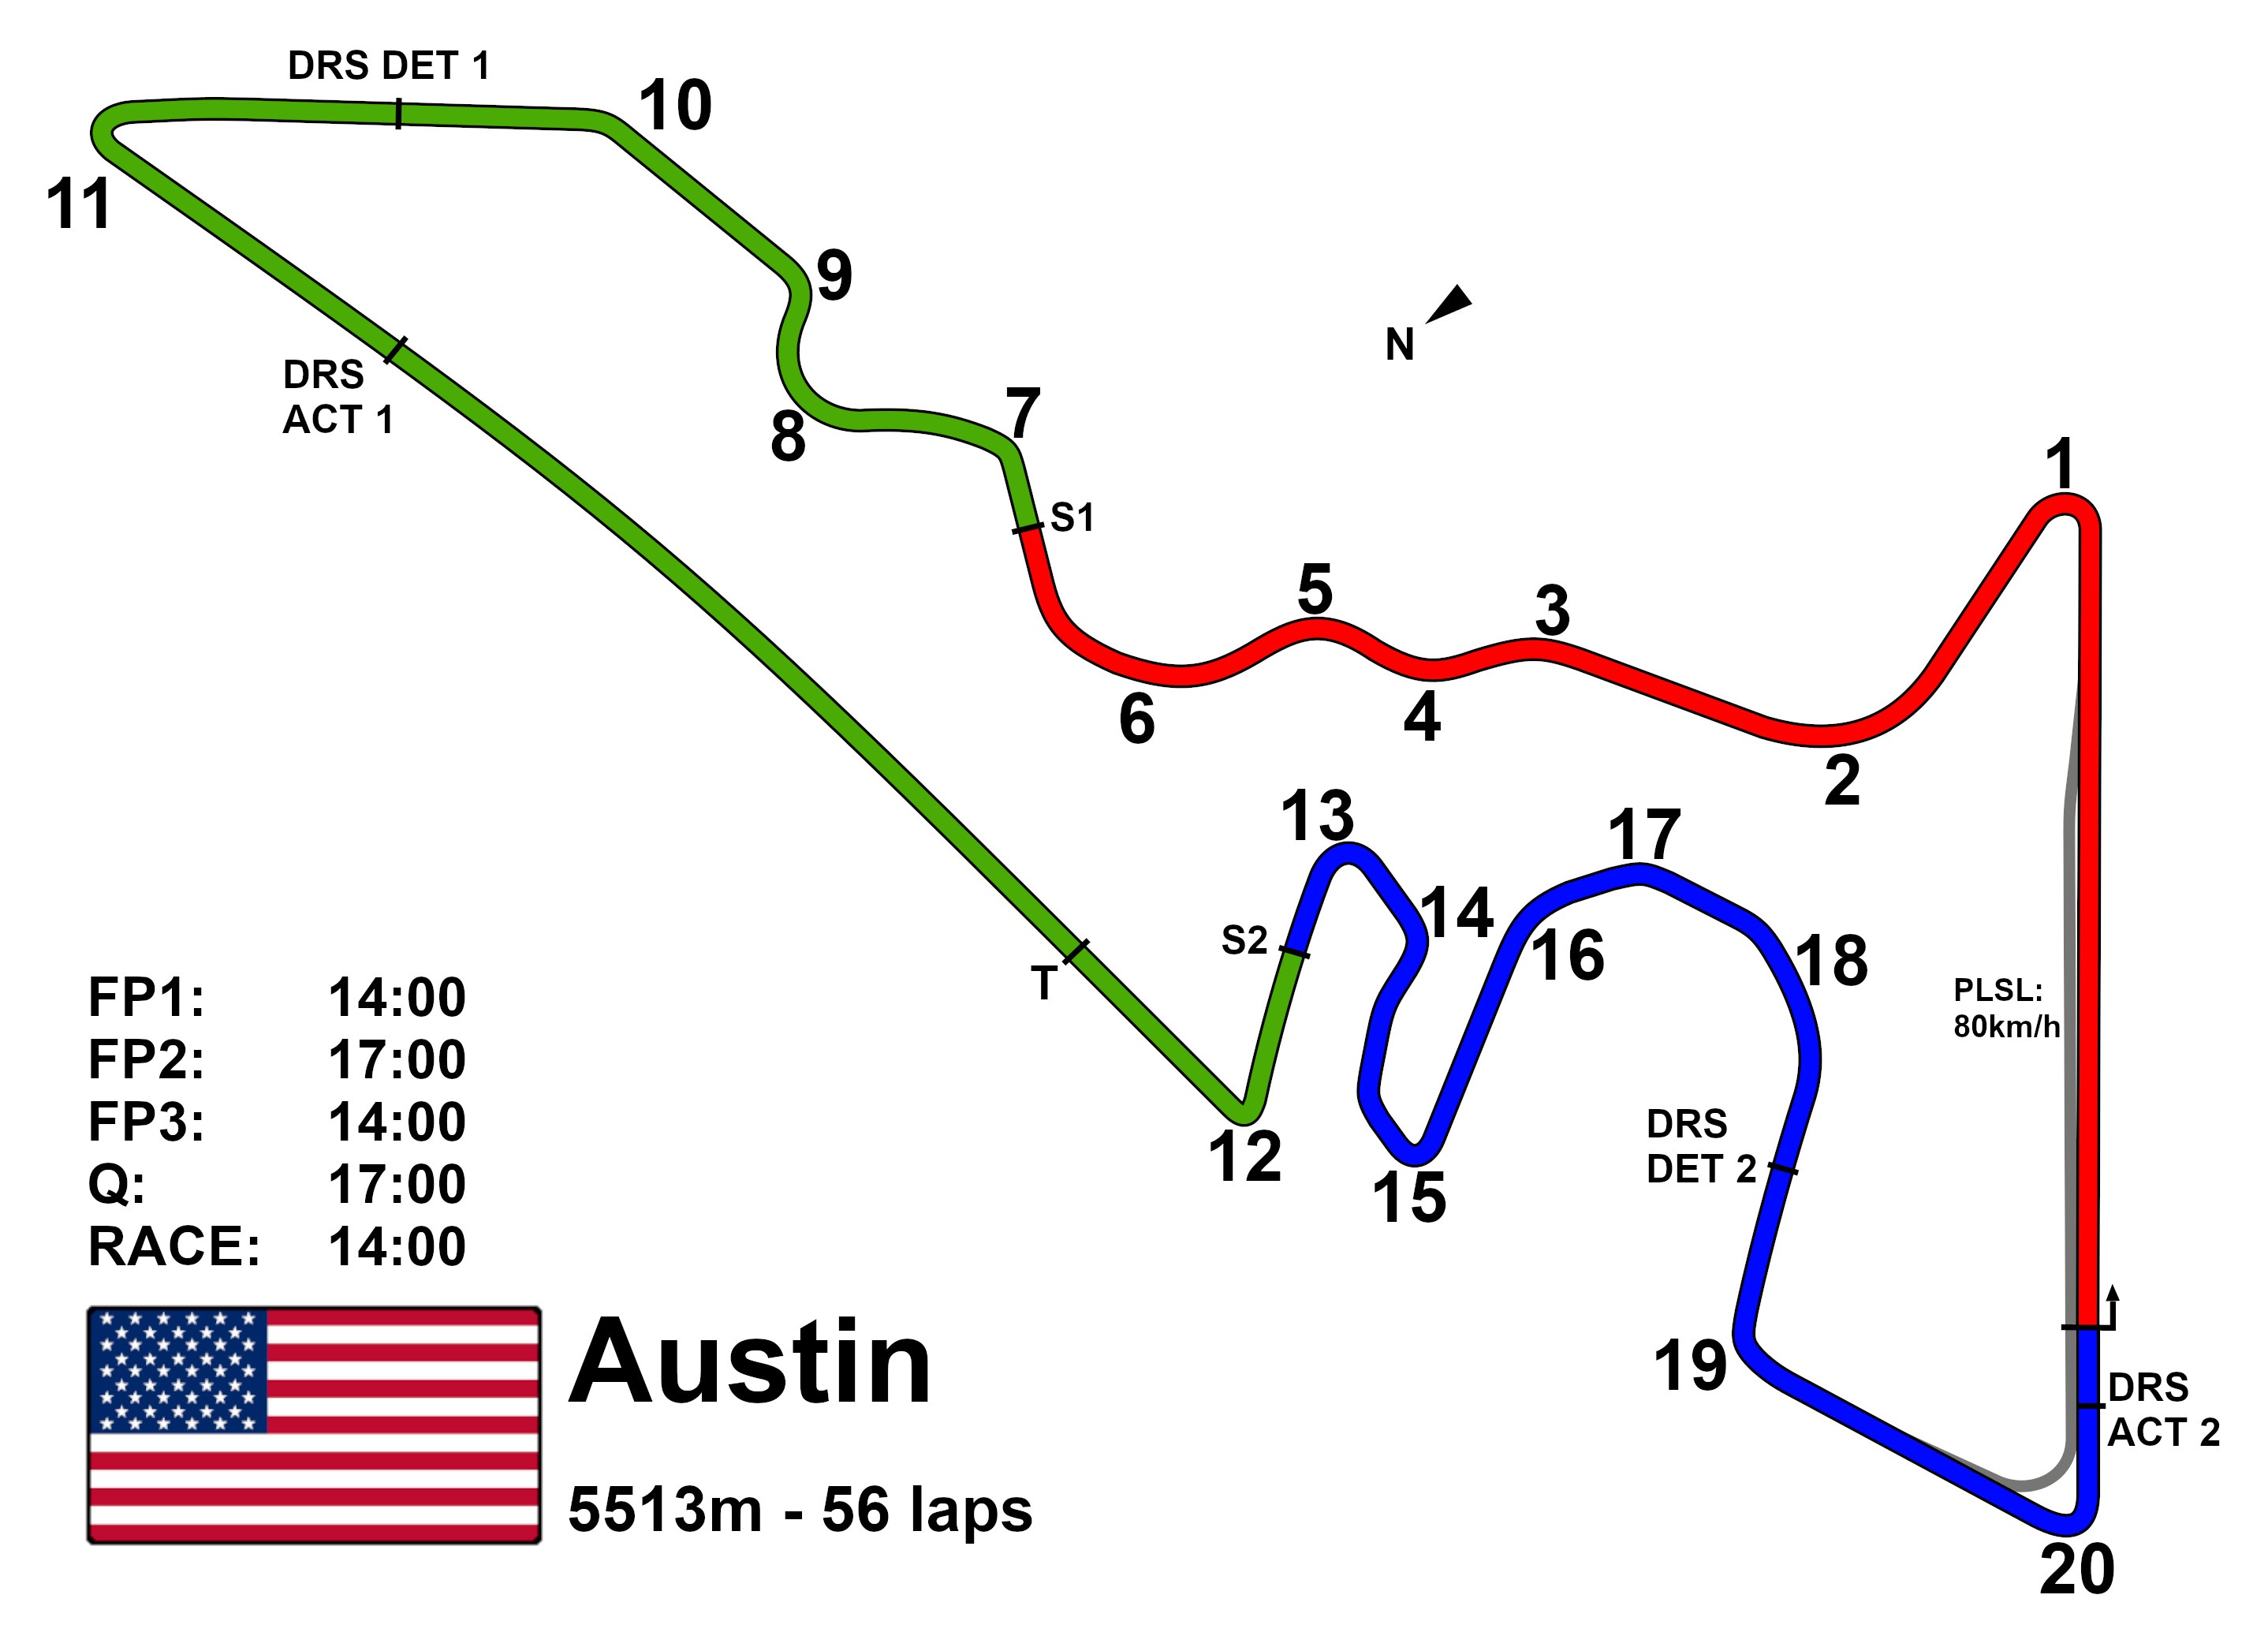 DRS DET 1
10
11
9
DRS
ACT 1
7
8
N
1
S1
5
3
6
4
2
13
17
14
S2
16
18
T
PLSL:
80km/h
12
15
DRS
DET 2
19
DRS
ACT 2
20
FP1: 14:00
FP2: 17:00
FP3: 14:00
Q: 17:00
RACE: 14:00
Austin
5513m - 56 laps